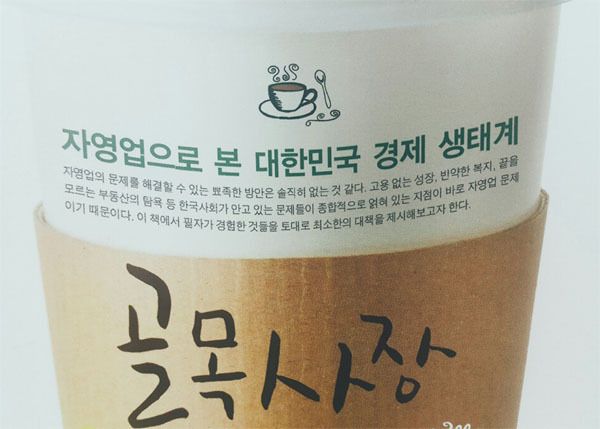 자영업으로 본 대한민국 경제 생태계
자영업의 문제를 해결할 수 있는 뾰족한 방안은 솔직히 없는 것 같다. 고용 없는 성장, 빈약한 복지, 끝을
모르는 부동산의 탐욕 등 한국사회가 안고 있는 문제들이 종합적으로 얽혀 있는 지점이 바로 자영업 문제
이기 때문이다. 이 책에서 필자가 경험한 것들을 토대로 최소한의 대책을 제시해보고자 한다.
골목사장